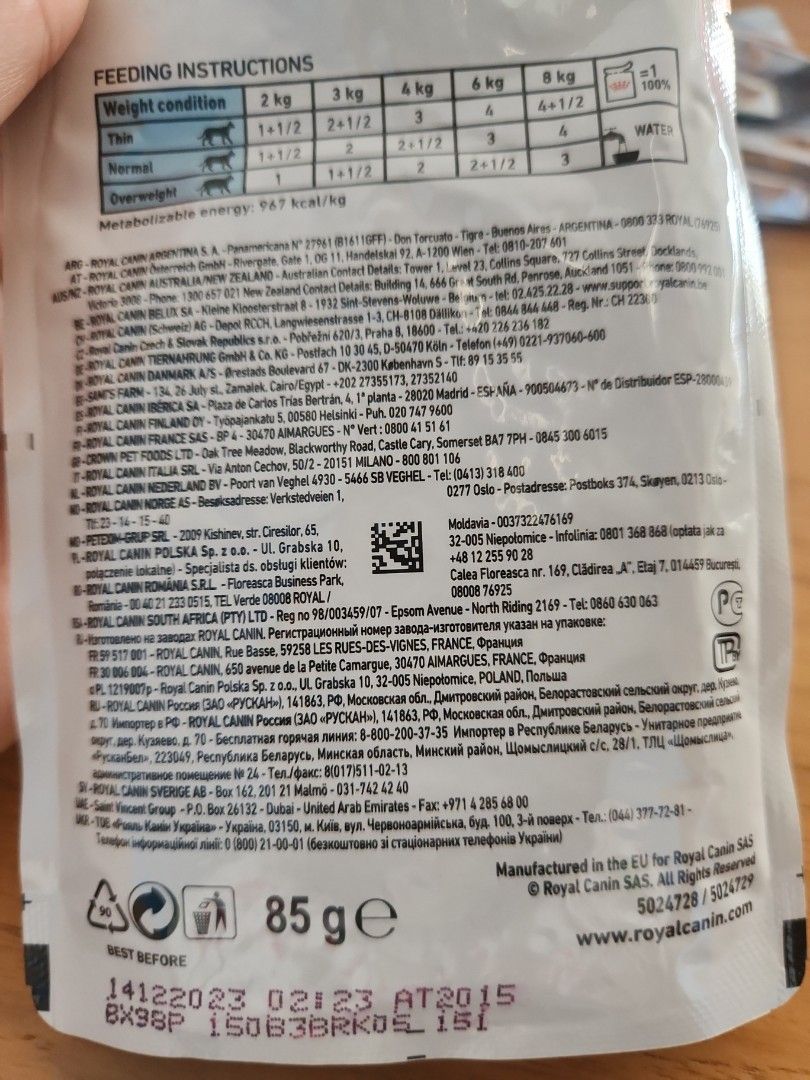 FEEDING INSTRUCTIONS
Weight condition 2 kg 3 kg 4 kg 6 kg 8 kg =1 100%
Thin 1+1/2 2+1/2 3 4 4+1/2
Normal 1+1/2 2 2+1/2 3 4 WATER
Overweight 1 1+1/2 2 2+1/2 3
Metabolizable energy: 967 kcal/kg
ARG - ROYAL CANIN ARGENTINA S. A. - Panamericana N° 27961 (B1611GFF) - Don Torcuato - Tigre - Buenos Aires - ARGENTINA - 0800 333 ROYAL (76925)
AT - ROYAL CANIN Österreich GmbH - Rivergate, Gate 1, OG 11, Handelskai 92, A-1200 Wien - Tel: 0810-207 601
AUS/NZ - ROYAL CANIN AUSTRALIA/NEW ZEALAND - Australian Contact Details: Tower 1, Level 23, Collins Square, 727 Collins Street, Docklands,
Victoria 3008 - Phone: 1300 657 021 New Zealand Contact Details: Building 14, 666 Great South Rd, Penrose, Auckland 1051 - Phone: 0800
BE - ROYAL CANIN BELUX SA - Kleine Kloosterstraat 8 - 1932 Sint-Stevens-Woluwe - Belgium - tel: 02.425.22.28 - www.support.royalcanin.be
ROYAL CANIN (Schweiz) AG - Depot RCCH, Langwiesenstrasse 1-3, CH-8108 Dällikon - Tel: 0844 844 448 - Reg. Nr.: CH
Royal Canin Czech & Slovak Republics s.r.o. - Pobřežní 620/3, Praha 8, 18600 - Tel.: +420 226 236 182
ROYAL CANIN TIERNAHRUNG GmbH & Co. KG - Postfach 10 30 45, D-50470 Köln - Telefon (+49) 0221-937060-600
ROYAL CANIN DANMARK A/S - Ørestads Boulevard 67 - DK-2300 København S - Tlf: 89 15 35 55
SAMI'S FARM - 134, 26 July st., Zamalek, Cairo/Egypt - +202 27355173, 27352140
ROYAL CANIN IBÉRICA SA - Plaza de Carlos Trías Bertrán, 4, 1ª planta - 28020 Madrid - ESPAÑA - 900504673 - N° de Distribuidor
ROYAL CANIN FINLAND OY - Työpajankatu 5, 00580 Helsinki - Puh. 020 747 9600
ROYAL CANIN FRANCE SAS - BP 4 - 30470 AIMARGUES - N° Vert : 0800 41 51 61
CROWN PET FOODS LTD - Oak Tree Meadow, Blackworthy Road, Castle Cary, Somerset BA7 7PH - 0845 300 6015
IT - ROYAL CANIN ITALIA SRL - Via Anton Cechov, 50/2 - 20151 MILANO - 800 801 106
NL - ROYAL CANIN NEDERLAND BV - Poort van Veghel 4930 - 5466 SB VEGHEL - Tel: (0413) 318 400
NO - ROYAL CANIN NORGE AS - Besøksadresse: Verkstedveien 1, 0277 Oslo - Postadresse: Postboks 374, Skøyen, 0213 Oslo -
Tlf: 23 - 14 - 15 - 40
MD - PETEXIM-GRUP SRL - 2009 Kishinev, str. Ciresilor, 65, Moldavia - 0037322476169
PL - ROYAL CANIN POLSKA Sp. z o.o. - Ul. Grabska 10, 32-005 Niepołomice - Infolinia: 0801 368 868 (opłata jak za
połączenie lokalne) - Specjalista ds. obsługi klientów: +48 12 255 90 28
RO - ROYAL CANIN ROMÂNIA S.R.L. - Floreasca Business Park, Calea Floreasca nr. 169, Clădirea „A”, Etaj 7, 014459 Bucureşti,
România - 00 40 21 233 0515, TEL Verde 08008 ROYAL / 08008 76925
ROYAL CANIN SOUTH AFRICA (PTY) LTD - Reg no 98/003459/07 - Epsom Avenue - North Riding 2169 - Tel: 0860 630 063
Изготовлено на заводах ROYAL CANIN. Регистрационный номер завода-изготовителя указан на упаковке:
FR 59 517 001 - ROYAL CANIN, Rue Basse, 59258 LES RUES-DES-VIGNES, FRANCE, Франция
FR 30 006 004 - ROYAL CANIN, 650 avenue de la Petite Camargue, 30470 AIMARGUES, FRANCE, Франция
α PL 1219007p - Royal Canin Polska Sp. z o.o., Ul. Grabska 10, 32-005 Niepołomice, POLAND, Польша
RU - ROYAL CANIN Россия (ЗАО «РУСКАН»), 141863, РФ, Московская обл., Дмитровский район, Белорастовский сельский округ, дер. Кузяево,
д. 70 Импортер в РФ - ROYAL CANIN Россия (ЗАО «РУСКАН»), 141863, РФ, Московская обл., Дмитровский район, Белорастовский сельский
округ, дер. Кузяево, д. 70 - Бесплатная горячая линия: 8-800-200-37-35 Импортер в Республике Беларусь - Унитарное предприятие
«РусканБел», 223049, Республика Беларусь, Минская область, Минский район, Щомыслицкий с/с, 28/1, ТЛЦ «Щомыслица»,
административное помещение № 24 - Тел./факс: 8(017)511-02-13
SV - ROYAL CANIN SVERIGE AB - Box 162, 201 21 Malmö - 031-742 42 40
UAE - Saint Vincent Group - P.O. Box 26132 - Dubai - United Arab Emirates - Fax: +971 4 285 68 00
UKR - ТОВ «Рояль Канін Україна» - Україна, 03150, м. Київ, вул. Червоноармійська, буд. 100, 3-й поверх - Тел.: (044) 377-72-81 -
Телефон інформаційної лінії: 0 (800) 21-00-01 (безкоштовно зі стаціонарних телефонів України)
Manufactured in the EU for Royal Canin SAS
© Royal Canin SAS. All Rights Reserved
5024728 / 5024729
www.royalcanin.com
90 85 g e
BEST BEFORE
14122023 02:23 AT2015
8X98P 150B3BRK05_151